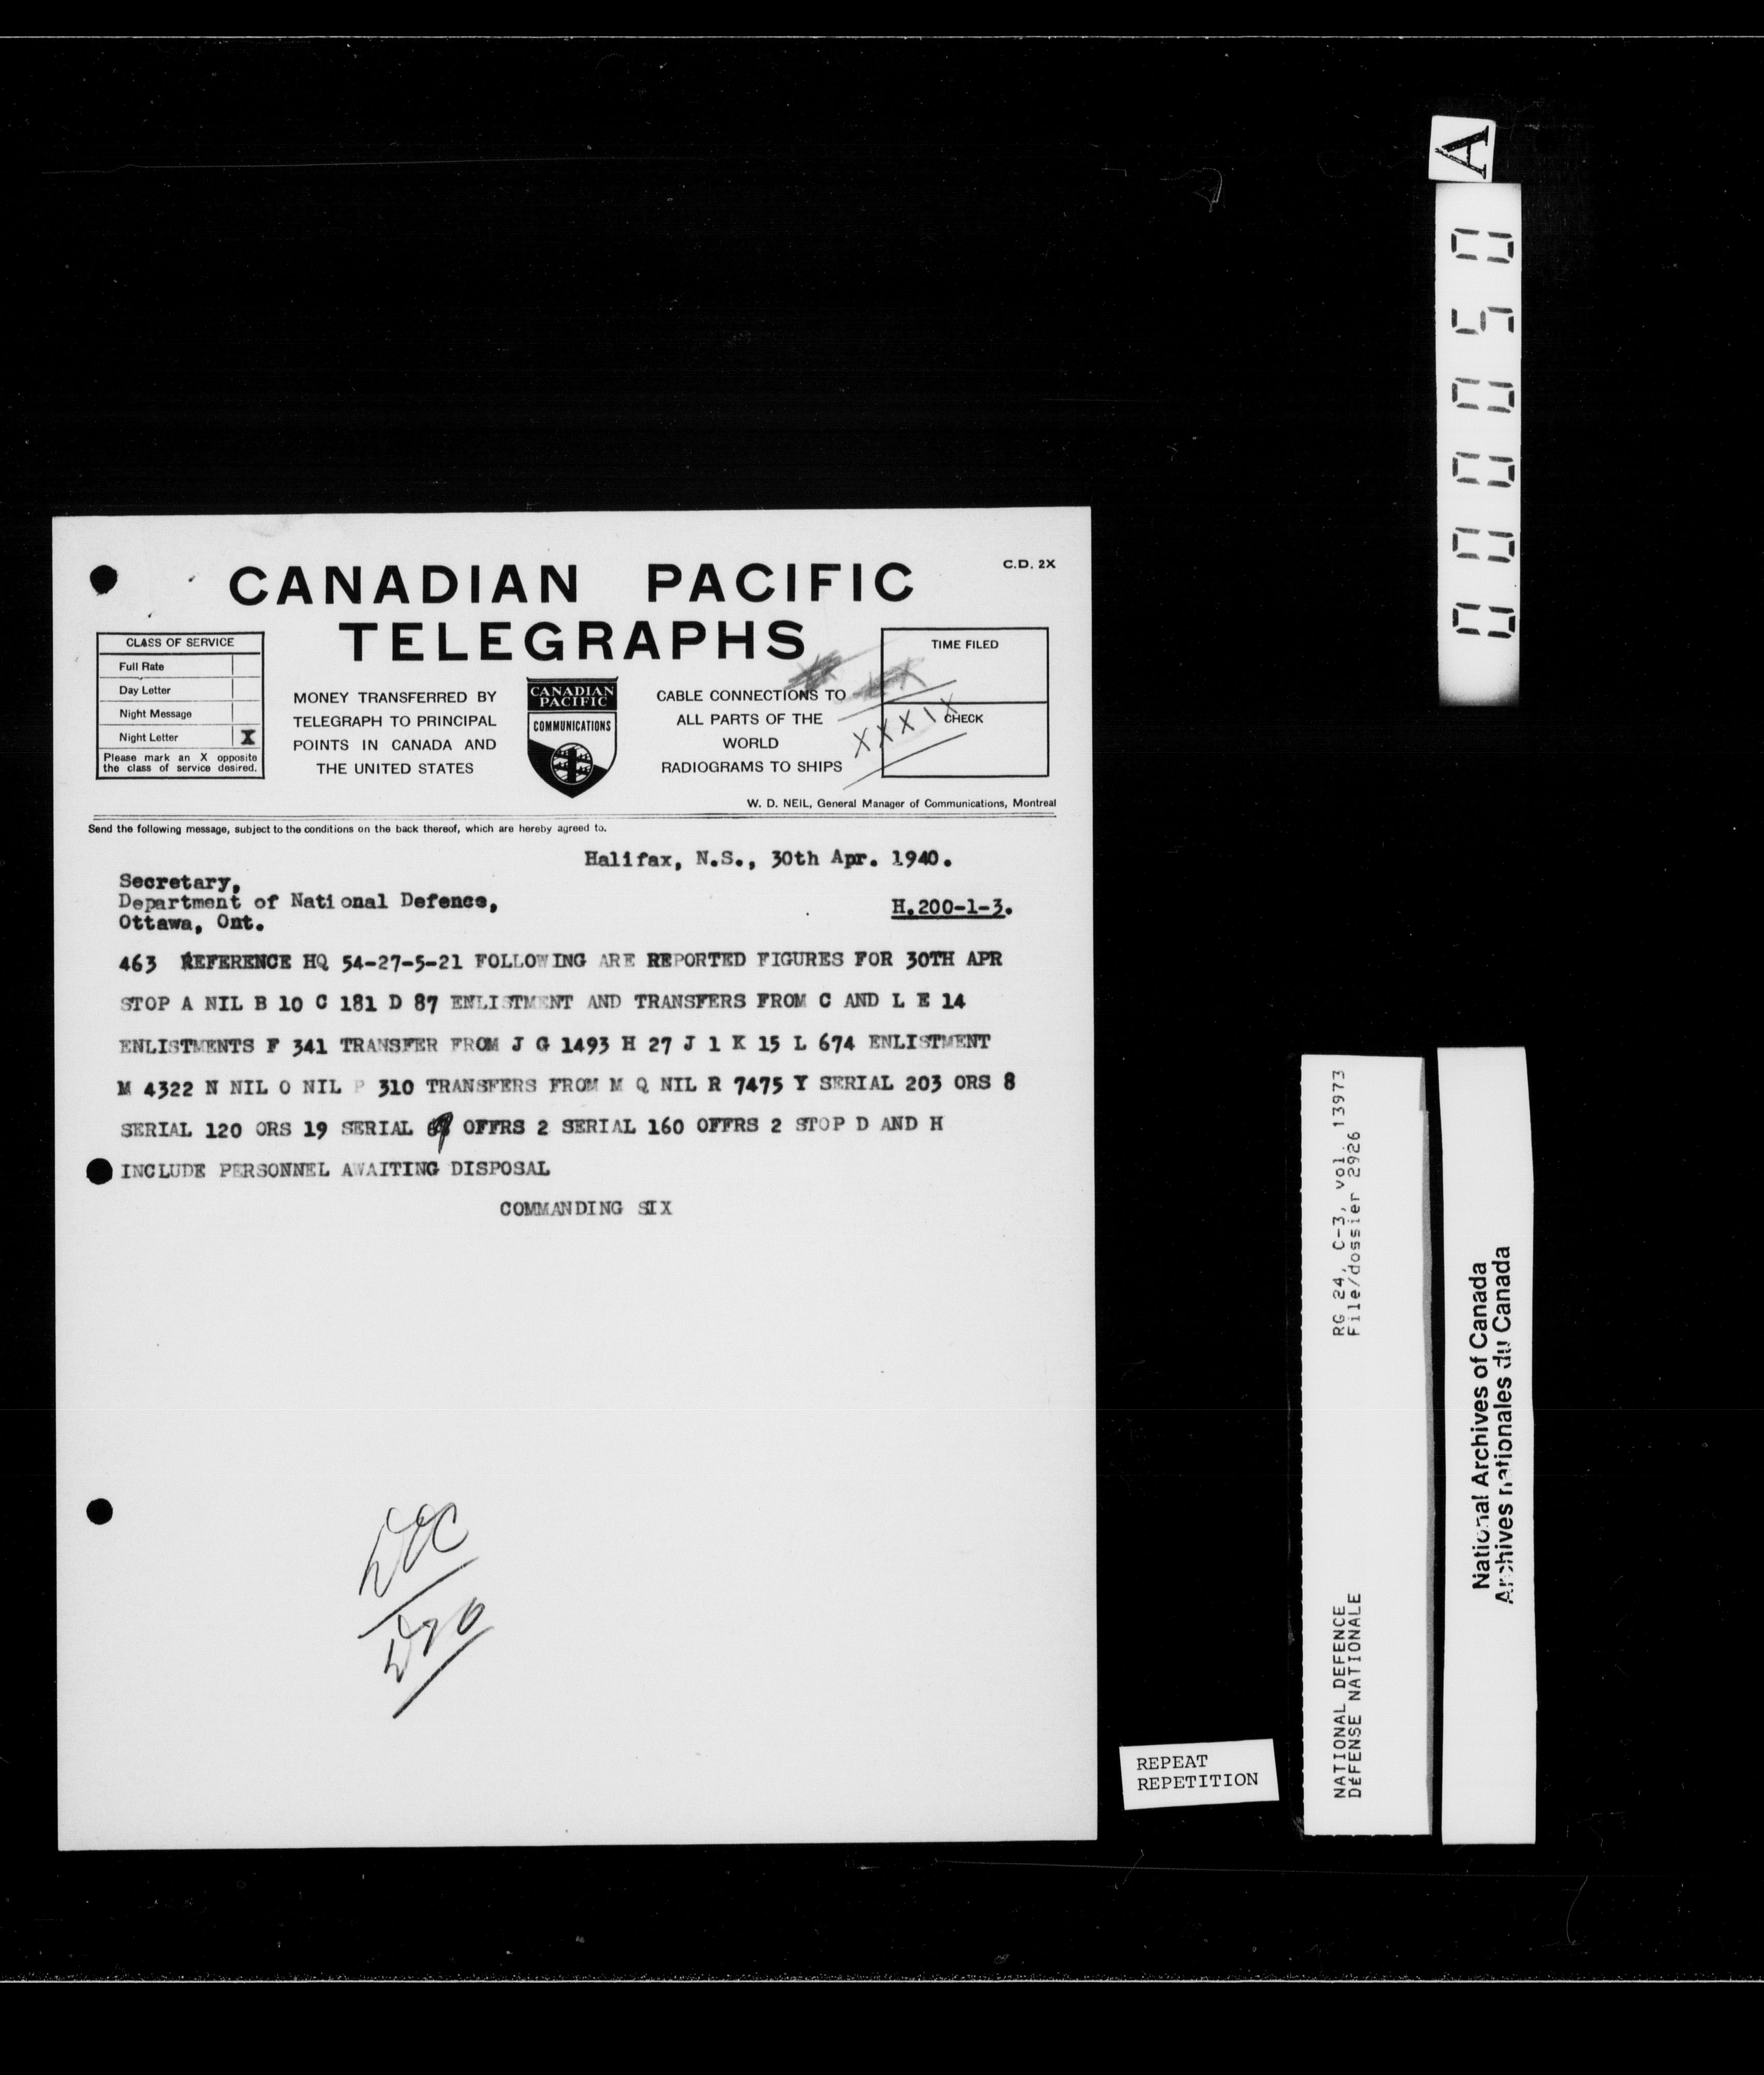 C.D. 2X
CANADIAN PACIFIC
TELEGRAPHS
CLASS OF SERVICE
Full Rate
Day Letter
Night Message
Night Letter X
Please mark an X opposite
the class of service desired.
MONEY TRANSFERRED BY
TELEGRAPH TO PRINCIPAL
POINTS IN CANADA AND
THE UNITED STATES
CANADIAN
PACIFIC
COMMUNICATIONS
CABLE CONNECTIONS TO
ALL PARTS OF THE
WORLD
RADIOGRAMS TO SHIPS
TIME FILED
CHECK
XXXIX
W. D. NEIL, General Manager of Communications, Montreal
Send the following message, subject to the conditions on the back thereof, which are hereby agreed to.
Halifax, N.S., 30th Apr. 1940.
Secretary,
Department of National Defence,
Ottawa, Ont.
H.200-1-3.
463 REFERENCE HQ 54-27-5-21 FOLLOWING ARE REPORTED FIGURES FOR 30TH APR
STOP A NIL B 10 C 181 D 87 ENLISTMENT AND TRANSFERS FROM C AND L E 14
ENLISTMENTS F 341 TRANSFER FROM J G 1493 H 27 J 1 K 15 L 674 ENLISTMENT
M 4322 N NIL O NIL P 310 TRANSFERS FROM M Q NIL R 7475 Y SERIAL 203 ORS 8
SERIAL 120 ORS 19 SERIAL OFFRS 2 SERIAL 160 OFFRS 2 STOP D AND H
INCLUDE PERSONNEL AWAITING DISPOSAL
COMMANDING SIX
REPEAT
REPETITION
NATIONAL DEFENCE
DÉFENSE NATIONALE
RG 24, C-3, vol. 13973
File/dossier 2926
National Archives of Canada
Archives nationales du Canada
A
000050